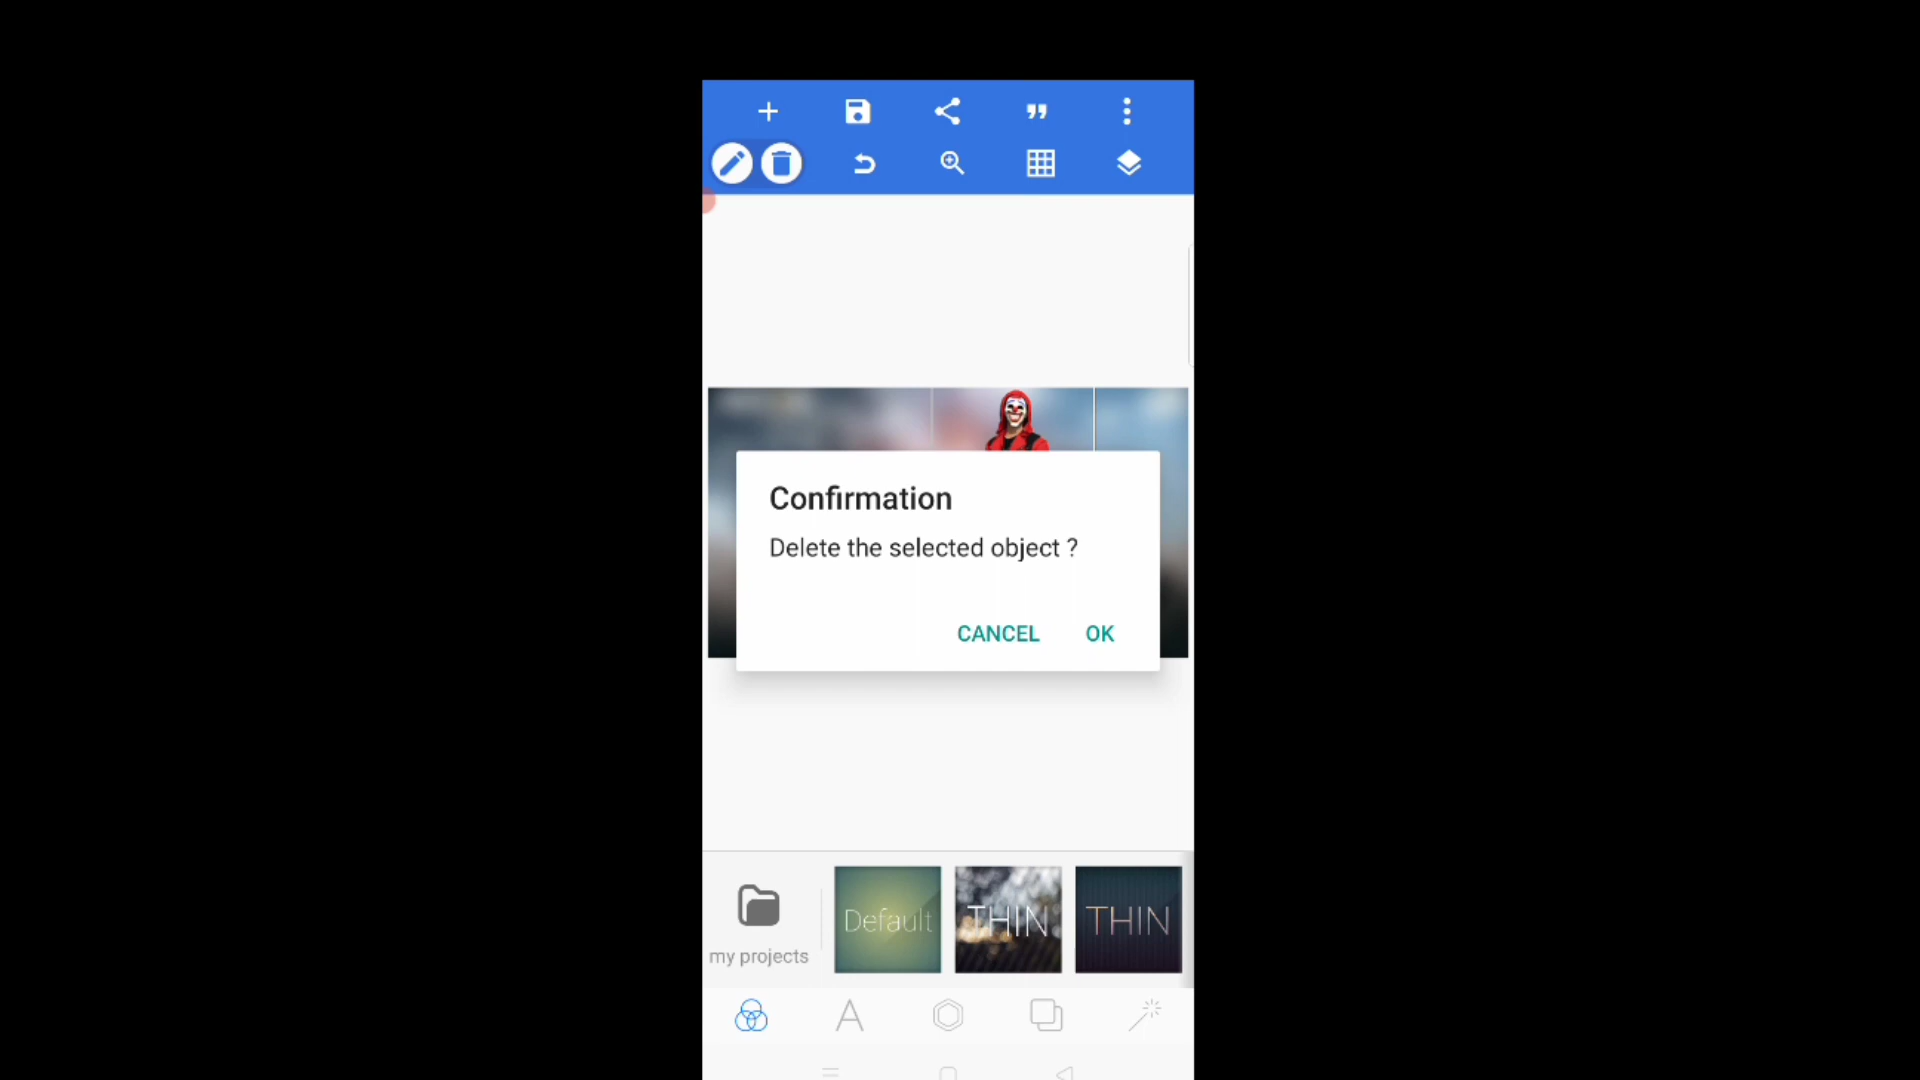 Confirmation
Delete the selected object ?
CANCEL OK
my projects
Default
THIN
THIN